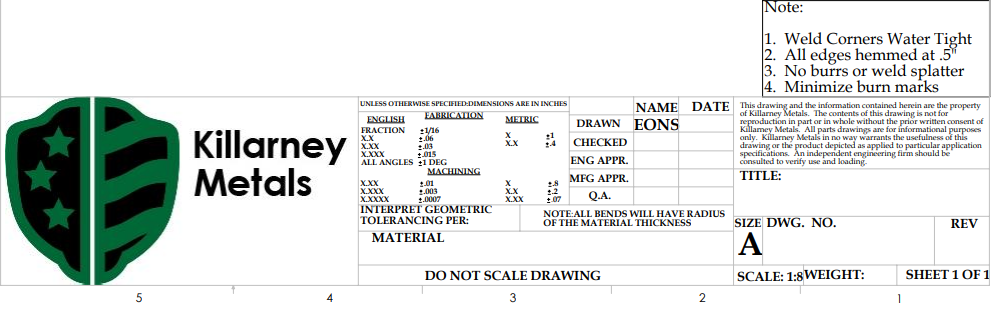 Note:
1. Weld Corners Water Tight
2. All edges hemmed at .5"
3. No burrs or weld splatter
4. Minimize burn marks
Killarney
Metals
UNLESS OTHERWISE SPECIFIED:DIMENSIONS ARE IN INCHES
FABRICATION
ENGLISH METRIC
FRACTION ±1/16
X.X ±.06 X ±1
X.XX ±.03 X.X ±.4
X.XXX ±.015
ALL ANGLES ±1 DEG
MACHINING
X.XX ±.01 X ±.8
X.XXX ±.003 X.X ±.2
X.XXXX ±.0007 X.XX ±.07
INTERPRET GEOMETRIC
TOLERANCING PER:
NOTE:ALL BENDS WILL HAVE RADIUS
OF THE MATERIAL THICKNESS
MATERIAL
DO NOT SCALE DRAWING
NAME DATE
DRAWN EONS
CHECKED
ENG APPR.
MFG APPR.
Q.A.
This drawing and the information contained herein are the property
of Killarney Metals. The contents of this drawing is not for
reproduction in part or in whole without the prior written consent of
Killarney Metals. All parts drawings are for informational purposes
only. Killarney Metals in no way warrants the usefulness of this
drawing or the product depicted as applied to particular application
specifications. An independent engineering firm should be
consulted to verify use and loading.
TITLE:
SIZE DWG. NO. REV
A
SCALE: 1:8 WEIGHT: SHEET 1 OF 1
5 4 3 2 1